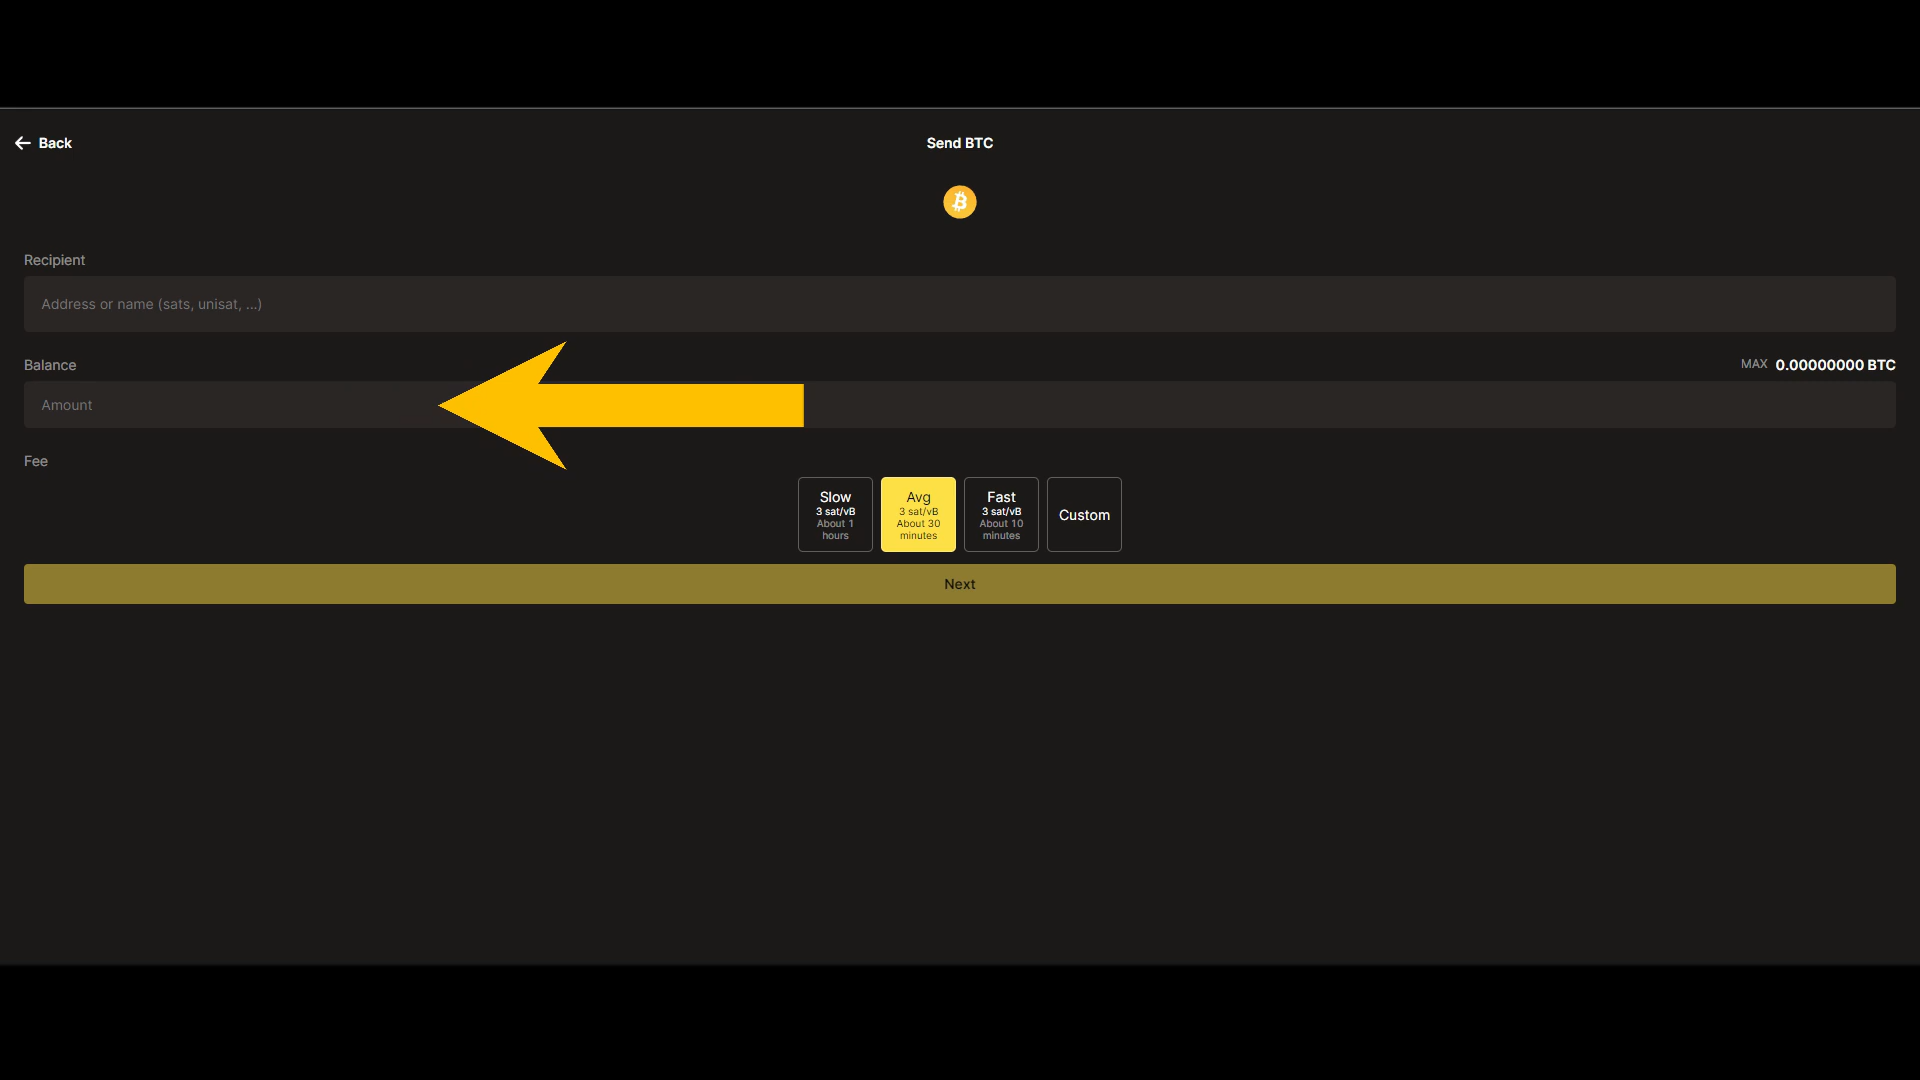 Back
Send BTC
Recipient
Address or name (sats, unisat, ...)
Balance
MAX 0.00000000 BTC
Amount
Fee
Slow
3 sat/vB
About 1
hours
Avg
3 sat/vB
About 30
minutes
Fast
3 sat/vB
About 10
minutes
Custom
Next